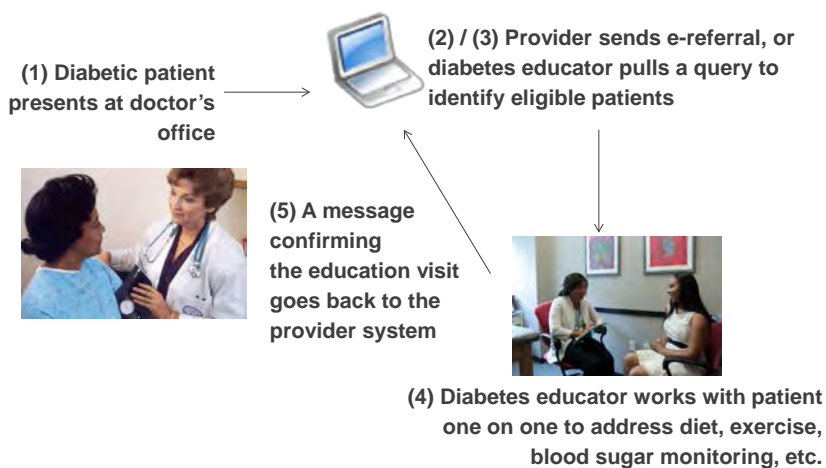 (1) Diabetic patient
presents at doctor's
office
(2) / (3) Provider sends e-referral, or
diabetes educator pulls a query to
identify eligible patients
(5) A message
confirming
the education visit
goes back to the
provider system
(4) Diabetes educator works with patient
one on one to address diet, exercise,
blood sugar monitoring, etc.